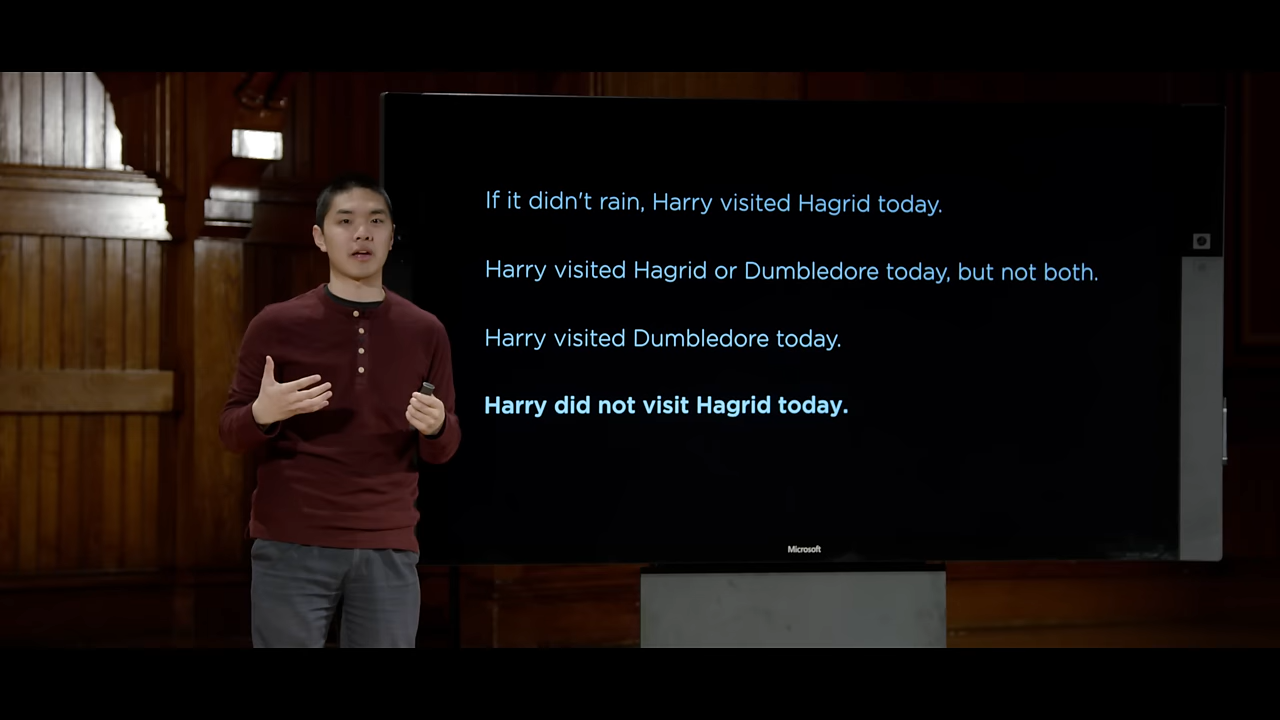 If it didn't rain, Harry visited Hagrid today.
Harry visited Hagrid or Dumbledore today, but not both.
Harry visited Dumbledore today.
Harry did not visit Hagrid today.
Microsoft